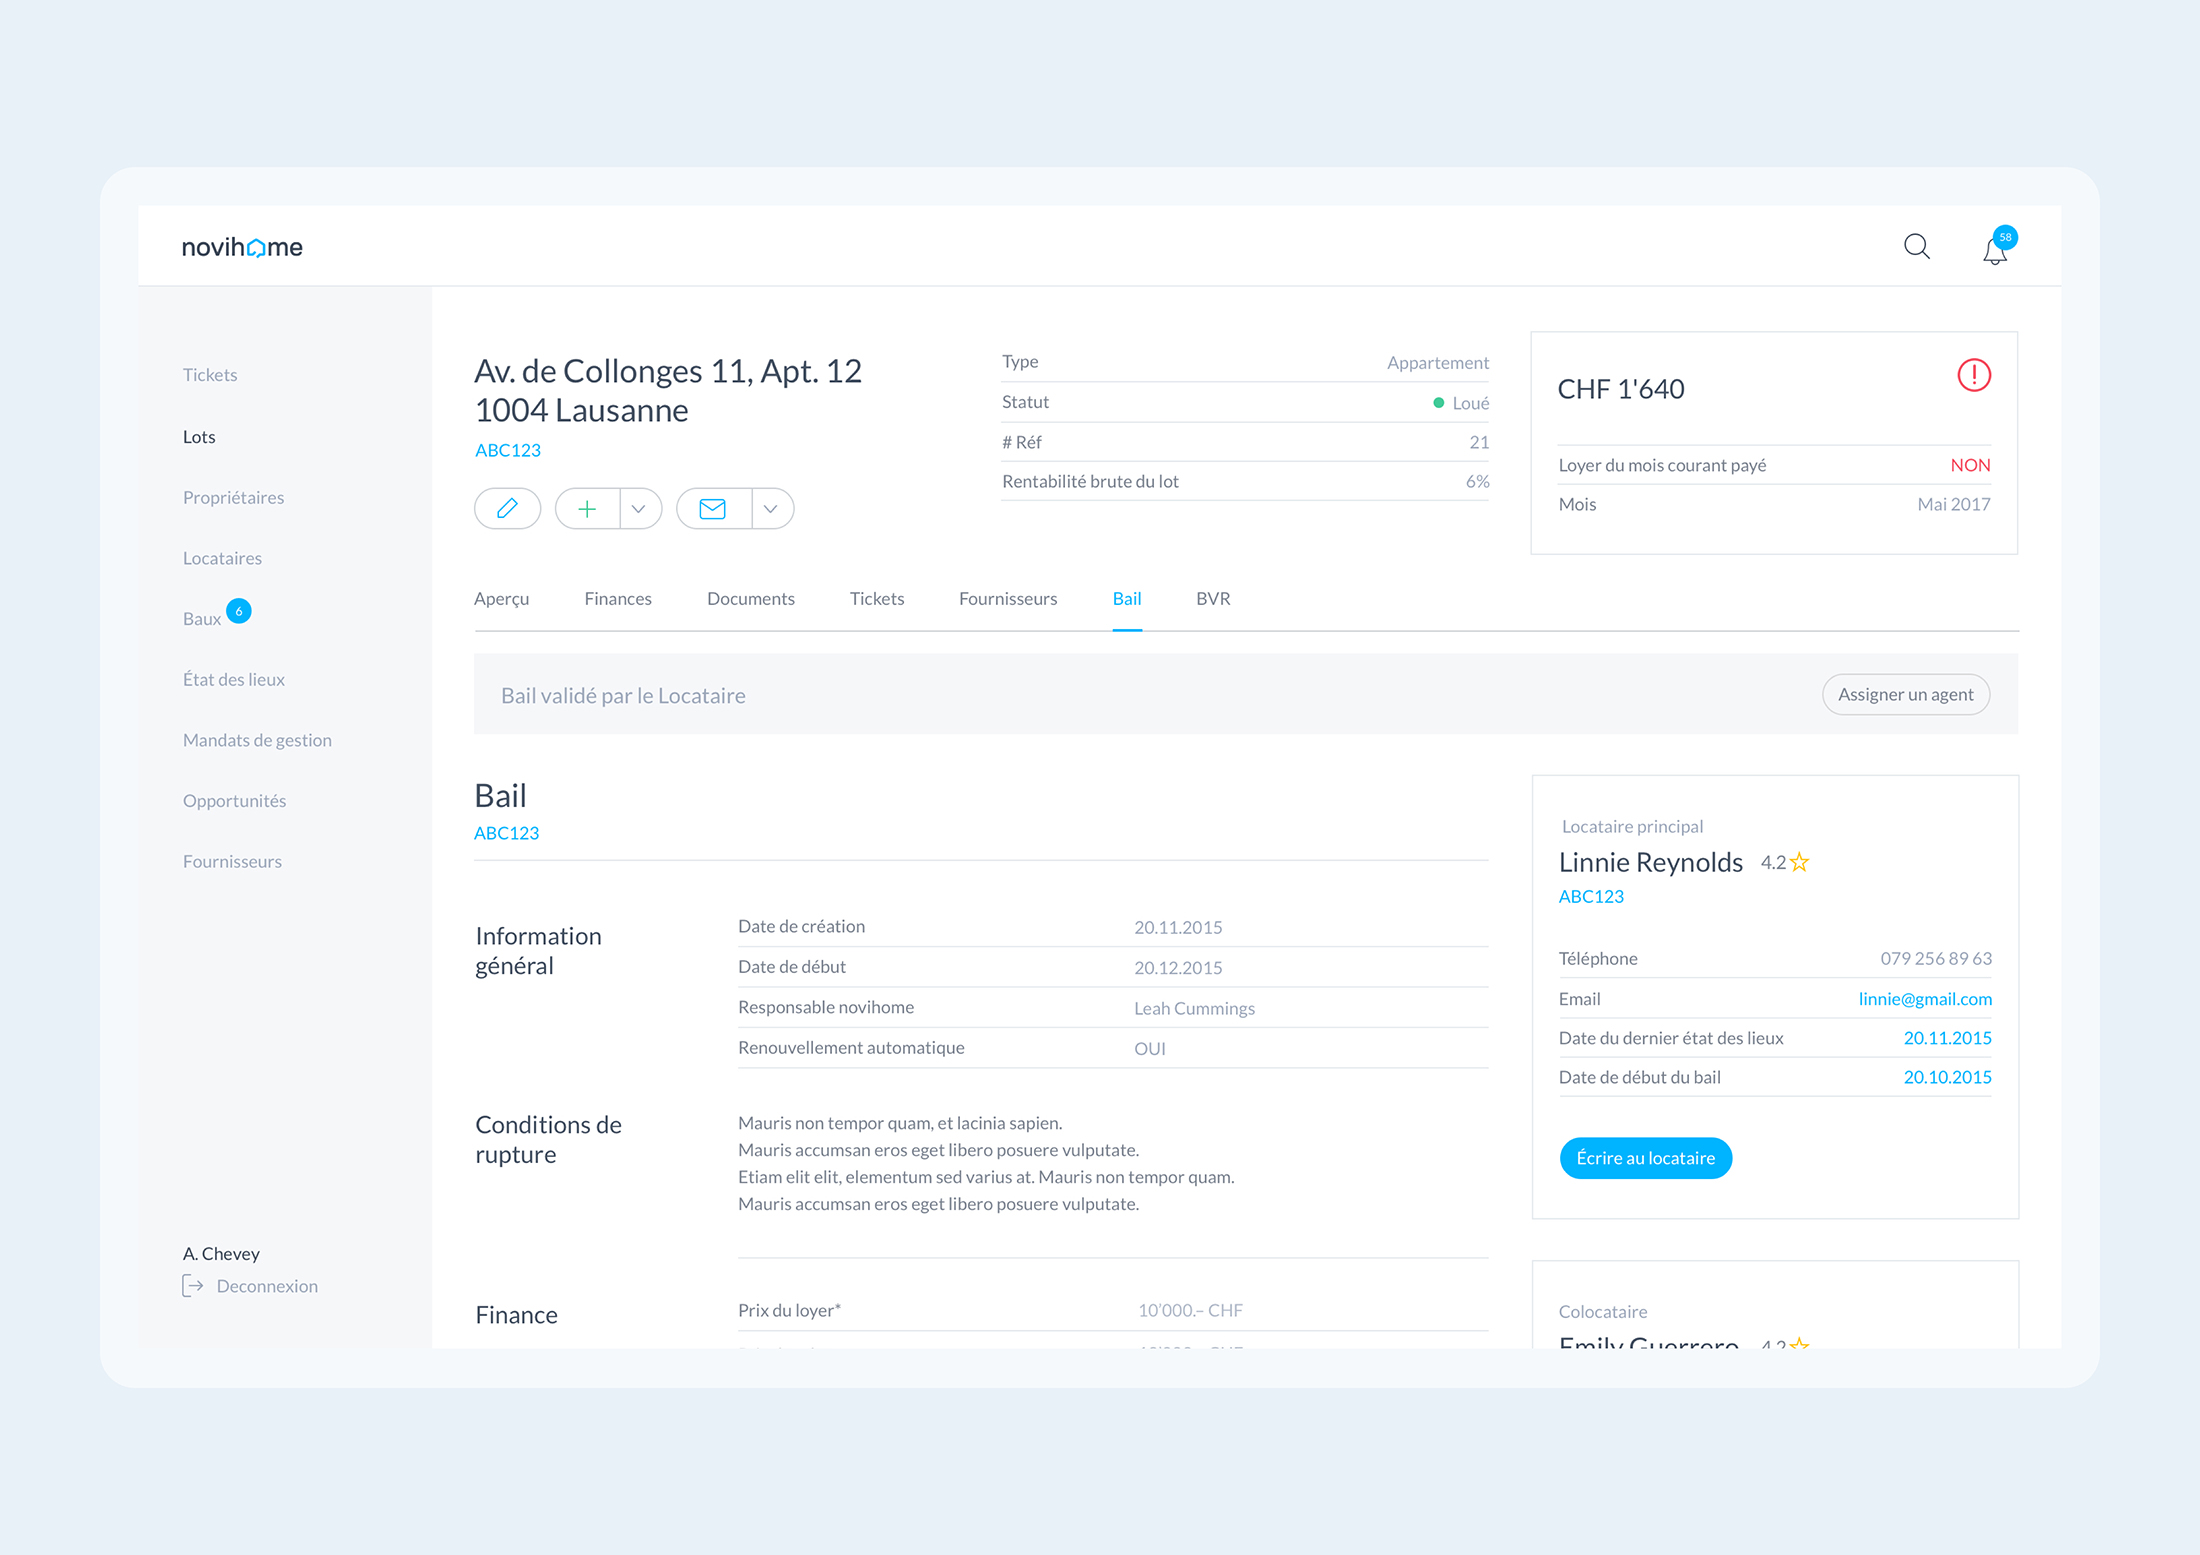 novihome
58
Tickets
Lots
Propriétaires
Locataires
Baux 6
État des lieux
Mandats de gestion
Opportunités
Fournisseurs
A. Chevey
Deconnexion
Av. de Collonges 11, Apt. 12
1004 Lausanne
ABC123
Type Appartement
Statut Loué
# Réf 21
Rentabilité brute du lot 6%
CHF 1'640
Loyer du mois courant payé NON
Mois Mai 2017
Aperçu Finances Documents Tickets Fournisseurs Bail BVR
Bail validé par le Locataire Assigner un agent
Bail
ABC123
Information
général
Date de création 20.11.2015
Date de début 20.12.2015
Responsable novihome Leah Cummings
Renouvellement automatique OUI
Conditions de
rupture
Mauris non tempor quam, et lacinia sapien.
Mauris accumsan eros eget libero posuere vulputate.
Etiam elit elit, elementum sed varius at. Mauris non tempor quam.
Mauris accumsan eros eget libero posuere vulputate.
Finance
Prix du loyer* 10’000.– CHF
Locataire principal
Linnie Reynolds 4.2
ABC123
Téléphone 079 256 89 63
Email linnie@gmail.com
Date du dernier état des lieux 20.11.2015
Date de début du bail 20.10.2015
Écrire au locataire
Colocataire
Emily Guerrero 4.2